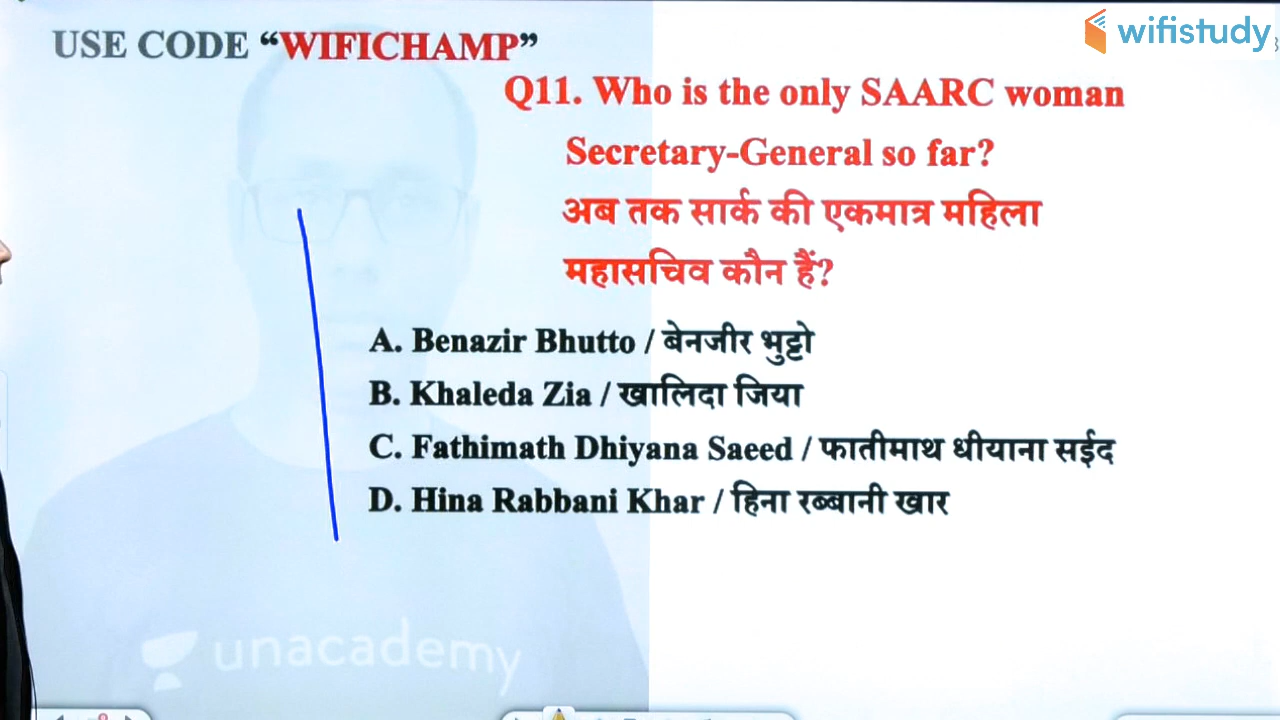 USE CODE “WIFICHAMP”
wifistudy
Q11. Who is the only SAARC woman
Secretary-General so far?
अब तक सार्क की एकमात्र महिला
महासचिव कौन हैं?
A. Benazir Bhutto / बेनजीर भुट्टो
B. Khaleda Zia / खालिदा जिया
C. Fathimath Dhiyana Saeed / फातीमाथ धीयाना सईद
D. Hina Rabbani Khar / हिना रब्बानी खार
unacademy